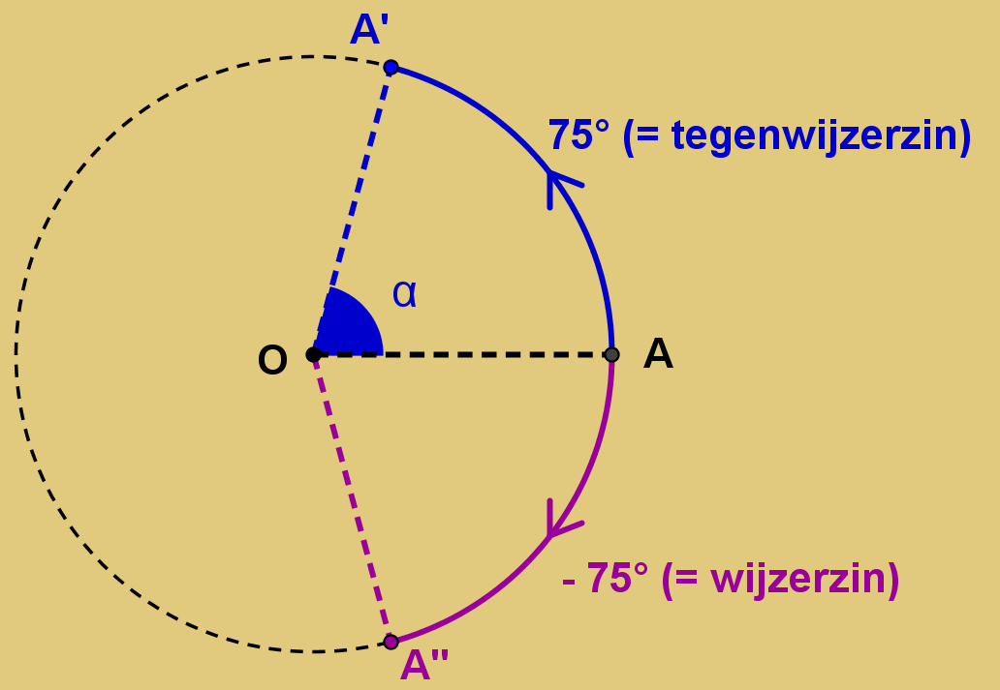 A'
75° (= tegenwijzerzin)
α
O
A
- 75° (= wijzerzin)
A"